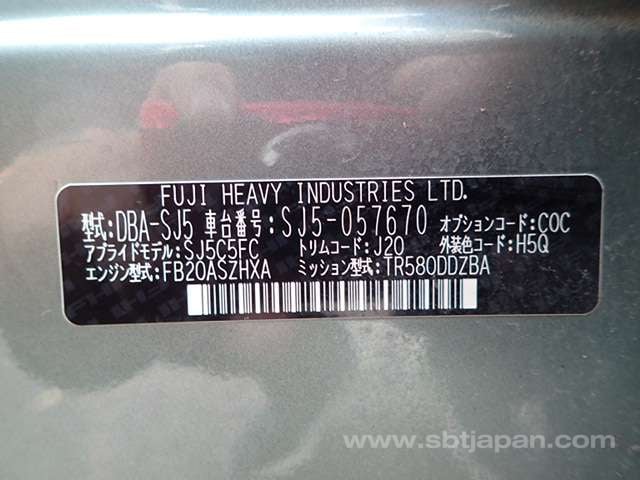 FUJI HEAVY INDUSTRIES LTD.
型式:DBA-SJ5 車台番号:SJ5-057670 オプションコード:C0C
アプライドモデル:SJ5C5FC トリムコード:J20 外装色コード:H5Q
エンジン型式:FB20ASZHXA ミッション型式:TR580DDZBA
www.sbtjapan.com